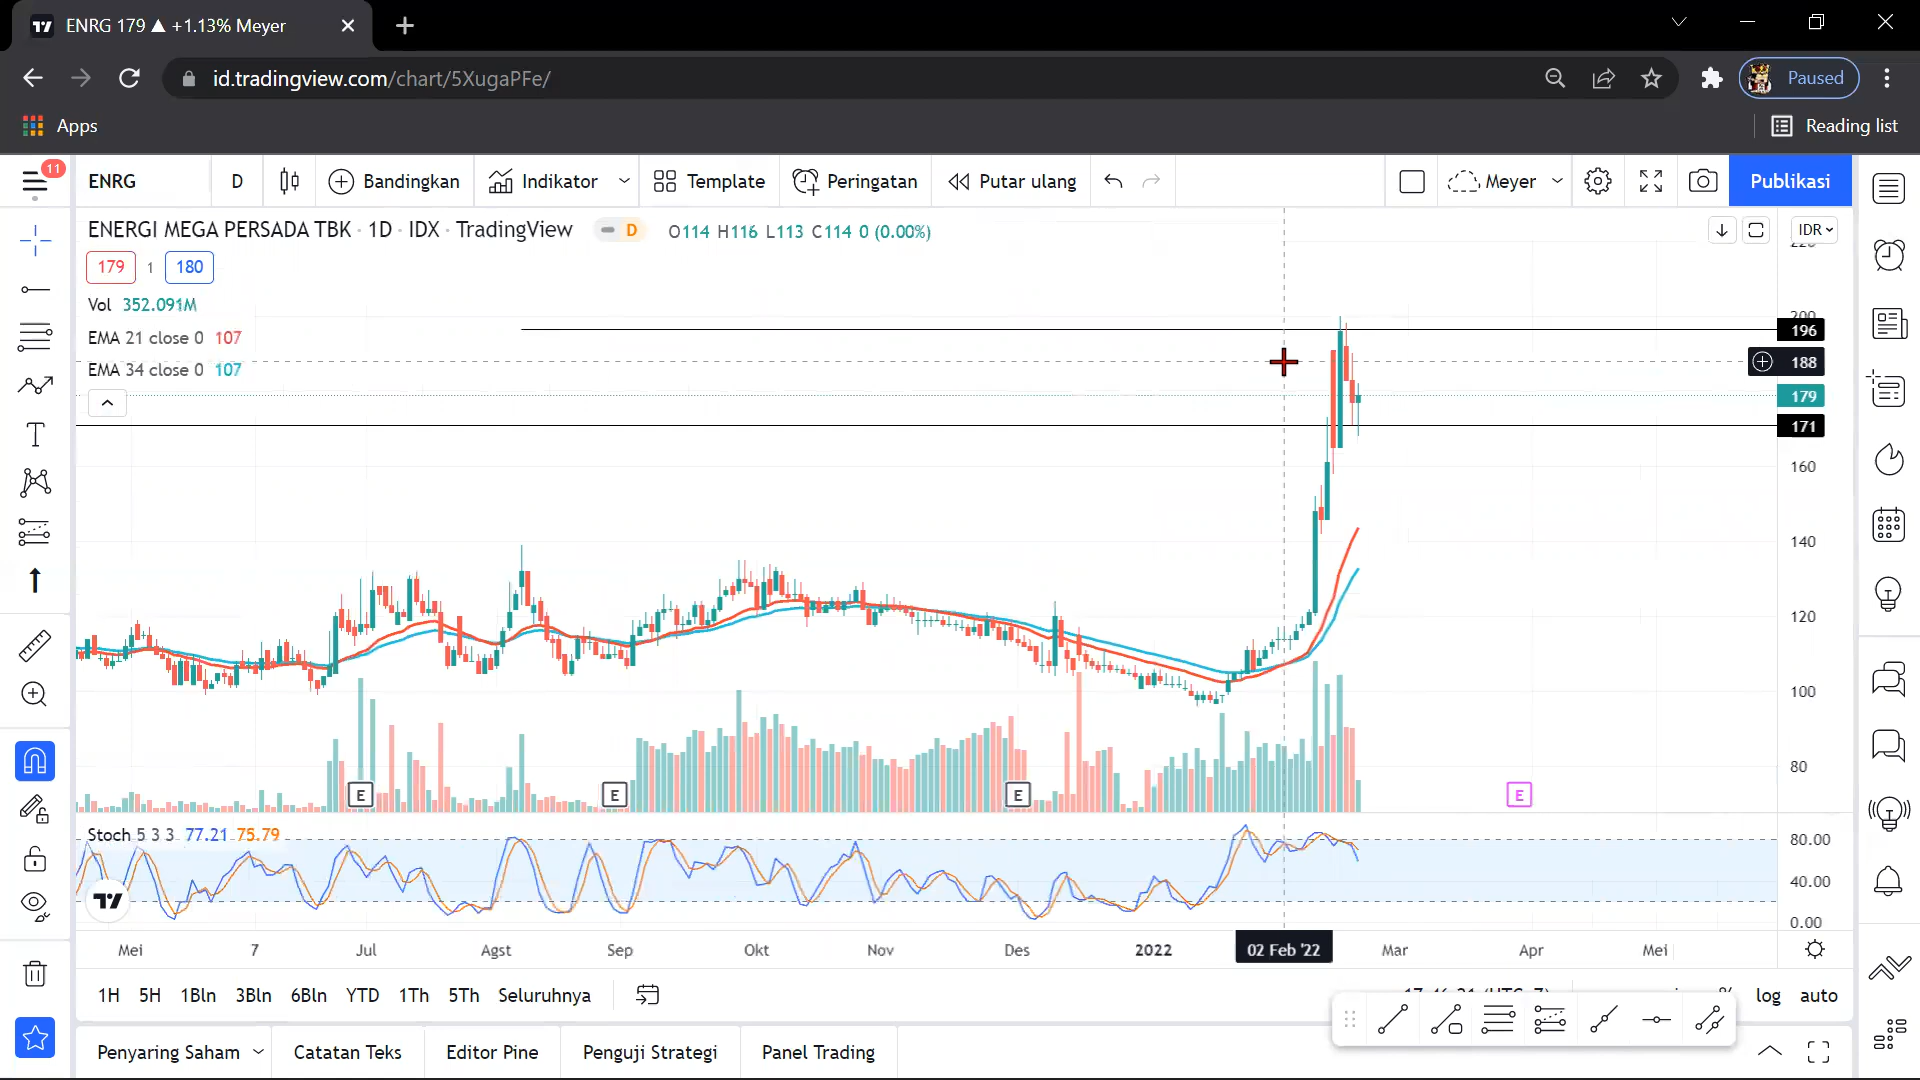 ENRG 179 ▲ +1.13% Meyer
id.tradingview.com/chart/5XugaPFe/
Paused
Apps
Reading list
11
ENRG
D
Bandingkan
Indikator
Template
Peringatan
Putar ulang
Meyer
Publikasi
ENERGI MEGA PERSADA TBK · 1D · IDX · TradingView
D
O114 H116 L113 C114 0 (0.00%)
IDR
179
1
180
Vol 352.091M
EMA 21 close 0 107
EMA 34 close 0 107
220
200
196
188
179
171
160
140
120
100
80
E
E
E
E
Stoch 5 3 3 77.21 75.79
80.00
40.00
0.00
Mei
7
Jul
Agst
Sep
Okt
Nov
Des
2022
02 Feb '22
Mar
Apr
Mei
1H
5H
1Bln
3Bln
6Bln
YTD
1Th
5Th
Seluruhnya
%
log
auto
Penyaring Saham
Catatan Teks
Editor Pine
Penguji Strategi
Panel Trading